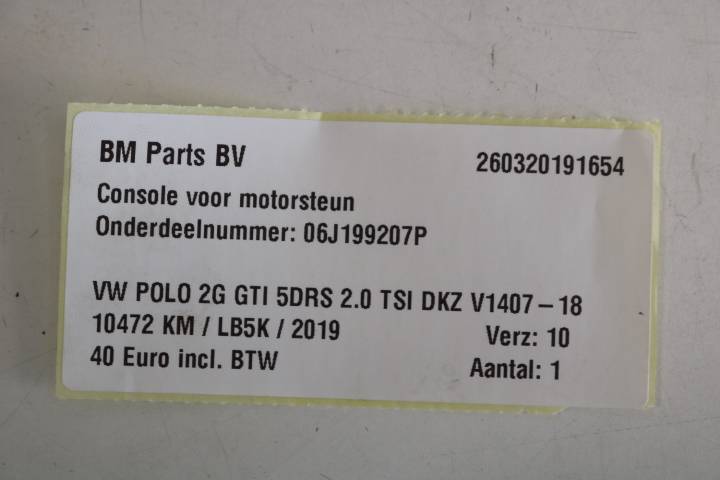 BM Parts BV 260320191654
Console voor motorsteun
Onderdeelnummer: 06J199207P
VW POLO 2G GTI 5DRS 2.0 TSI DKZ V1407-18
10472 KM / LB5K / 2019 Verz: 10
40 Euro incl. BTW Aantal: 1